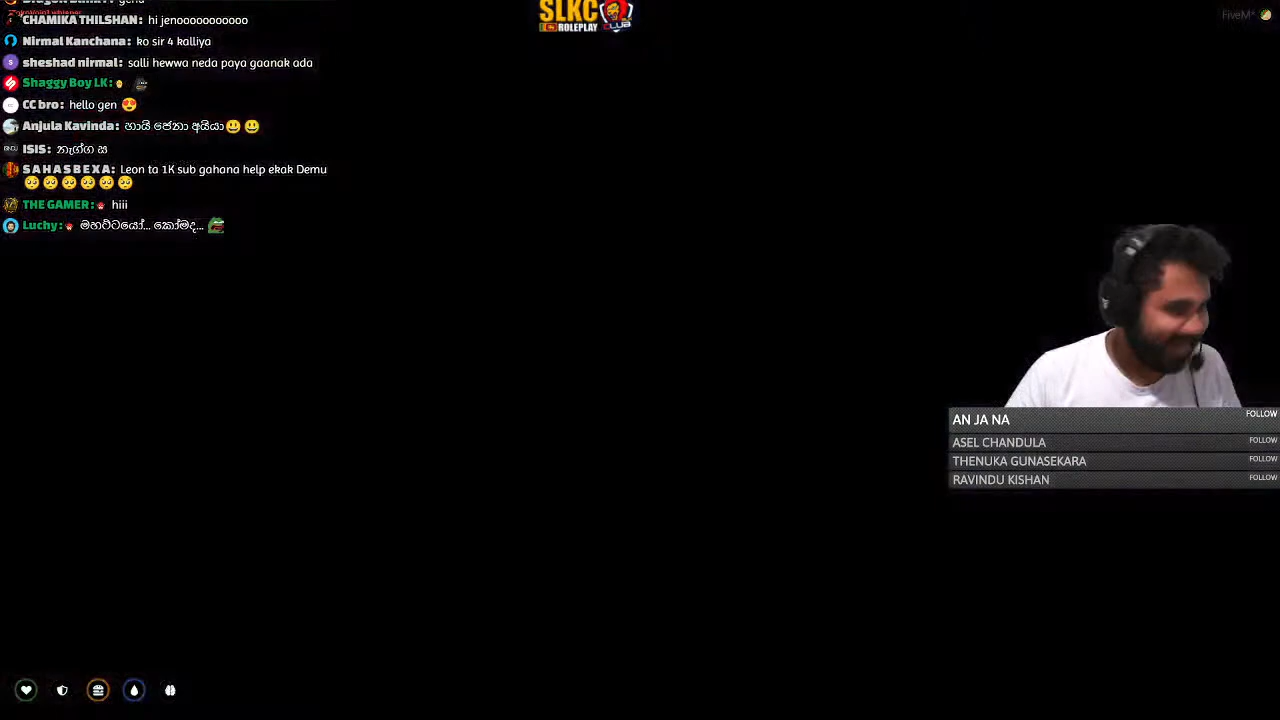 SLKC
ROLEPLAY CLUB
FiveM*
CHAMIKA THILSHAN: hi jenooooooooooo
Nirmal Kanchana: ko sir 4 kalliya
sheshad nirmal: salli hewwa neda paya gaanak ada
Shaggy Boy LK:
CC bro: hello gen 😍
Anjula Kavinda: හායි ජෙනා අයියා😃 😃
ISIS: නැග්ග ස
S A H A S B E X A: Leon ta 1K sub gahana help ekak Demu
🥺 🥺 🥺 🥺 🥺 🥺
THE GAMER: hiii
Luchy: මහට්ටයෝ... කෝමද...
AN JA NA FOLLOW
ASEL CHANDULA FOLLOW
THENUKA GUNASEKARA FOLLOW
RAVINDU KISHAN FOLLOW